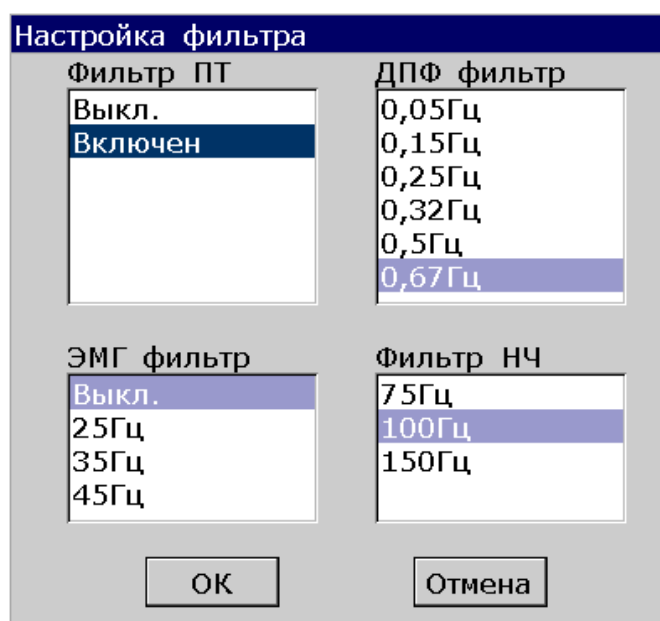 Настройка фильтра
Фильтр ПТ
Выкл.
Включен
ДПФ фильтр
0,05Гц
0,15Гц
0,25Гц
0,32Гц
0,5Гц
0,67Гц
ЭМГ фильтр
Выкл.
25Гц
35Гц
45Гц
Фильтр НЧ
75Гц
100Гц
150Гц
ОК
Отмена